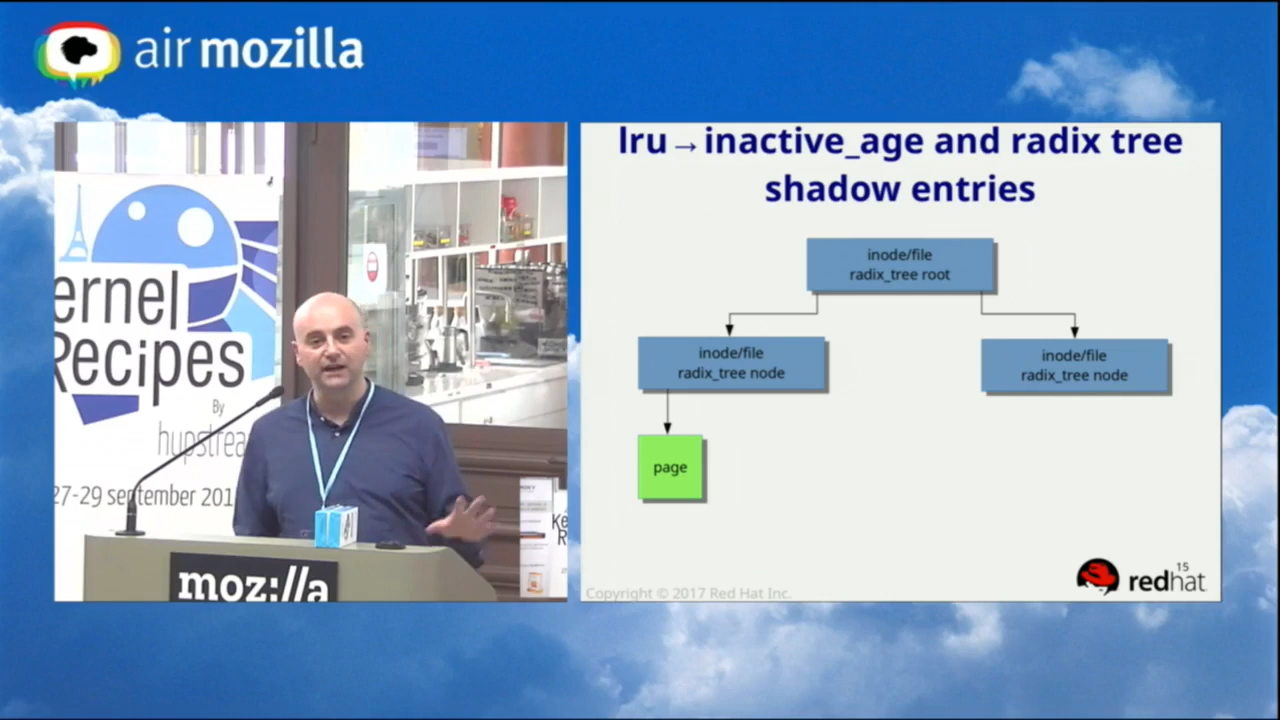 air mozilla
ernel
Recipes
By
hupstrea
27-29 september 201
moz://a
lru→inactive_age and radix tree
shadow entries
inode/file
radix_tree root
inode/file
radix_tree node
inode/file
radix_tree node
page
15
redhat
Copyright © 2017 Red Hat Inc.